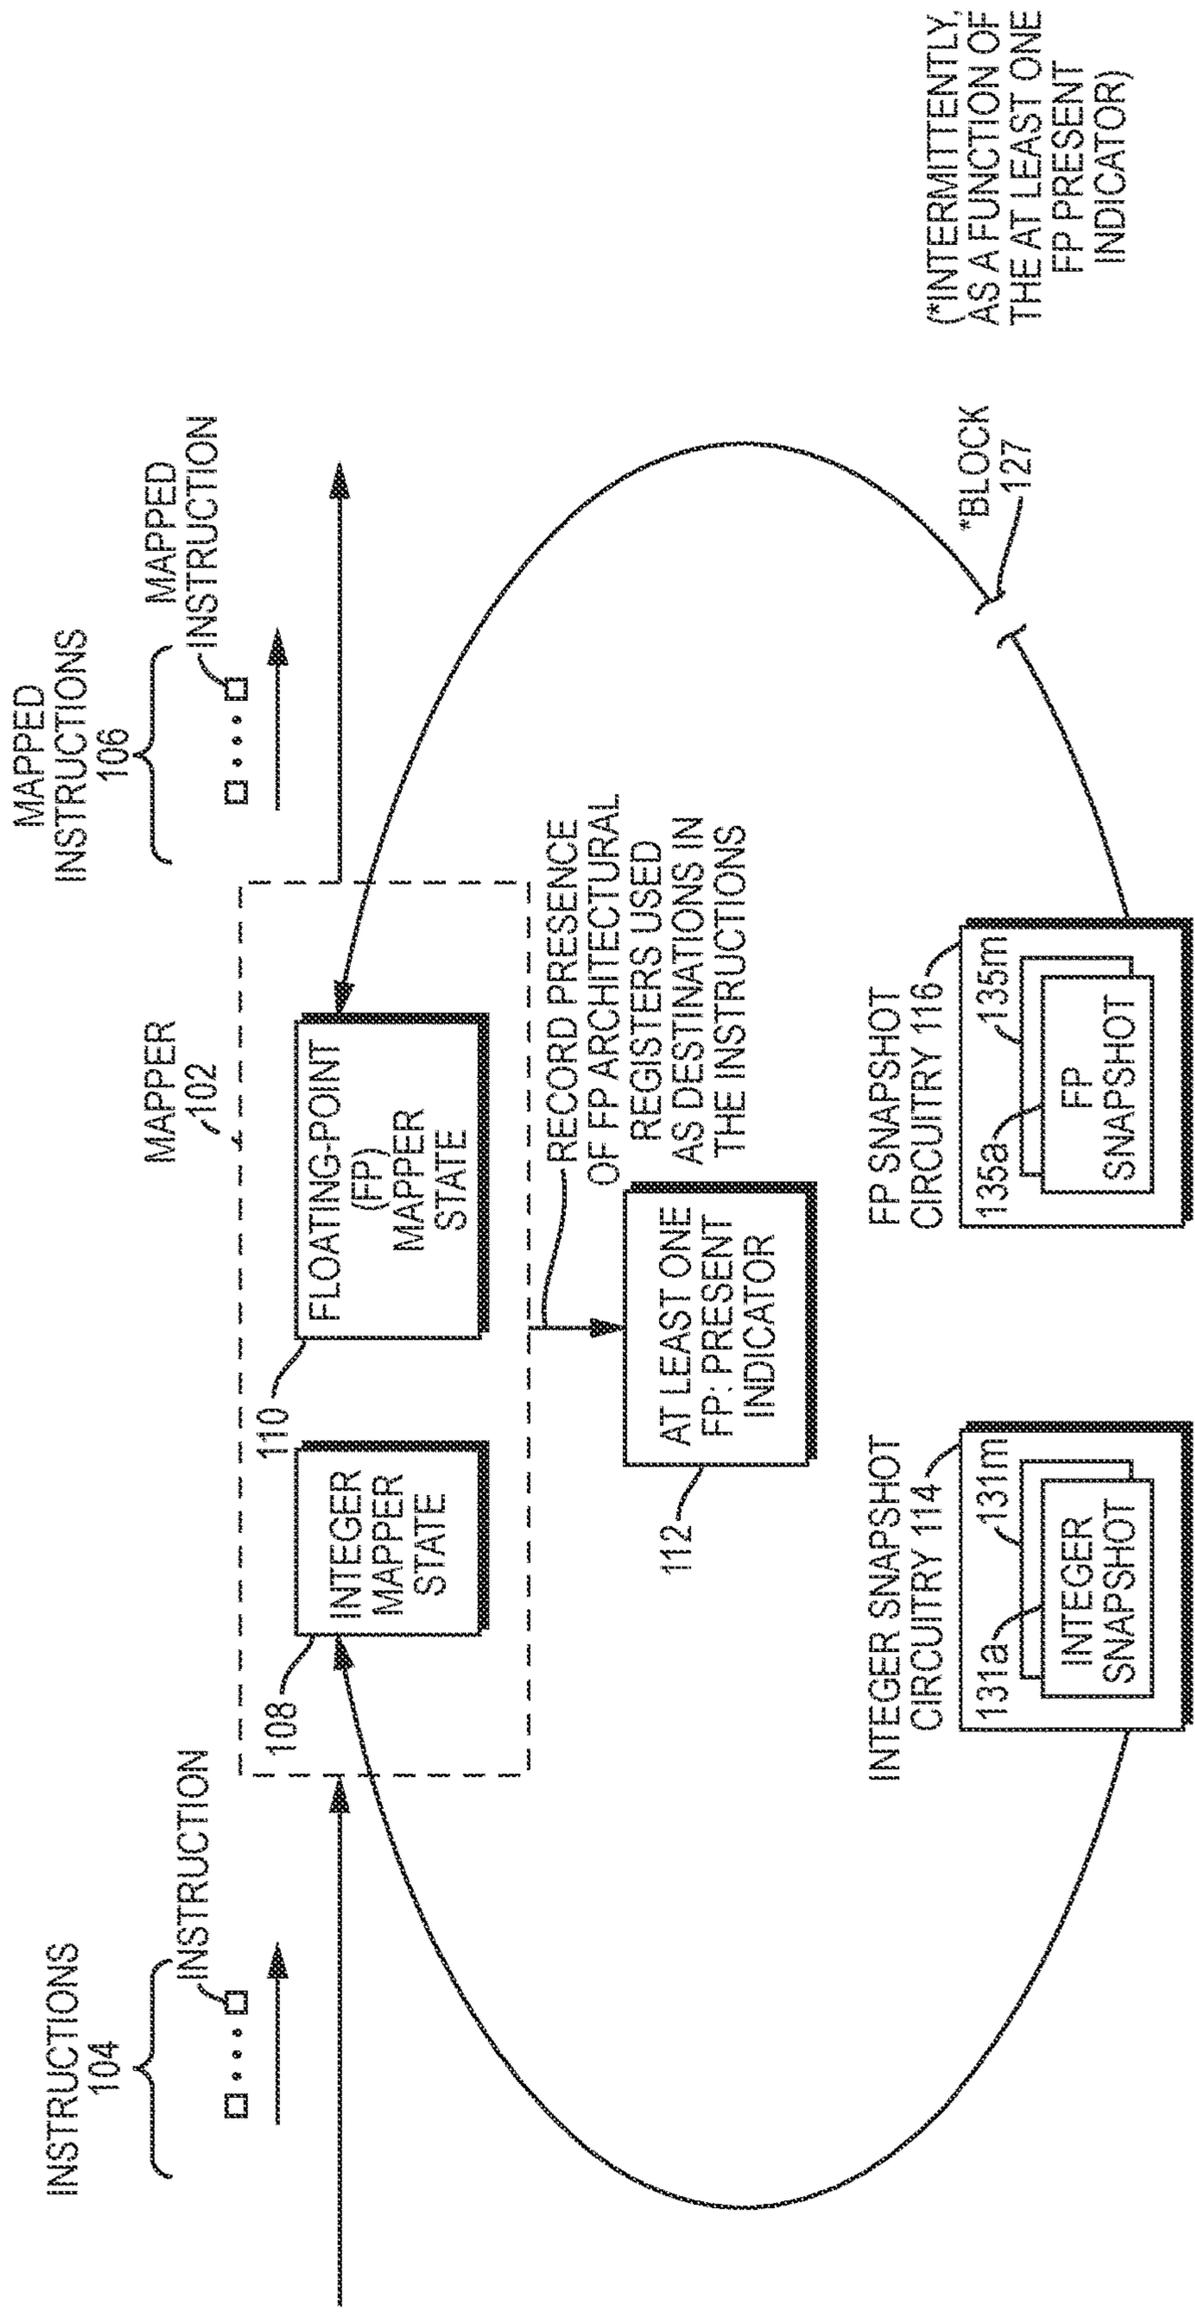 INSTRUCTIONS
104
INSTRUCTION
MAPPER
102
MAPPED
INSTRUCTIONS
106
MAPPED
INSTRUCTION
108
INTEGER
MAPPER
STATE
110
FLOATING-POINT
(FP)
MAPPER
STATE
112
AT LEAST ONE
FP: PRESENT
INDICATOR
RECORD PRESENCE
OF FP ARCHITECTURAL
REGISTERS USED
AS DESTINATIONS IN
THE INSTRUCTIONS
INTEGER SNAPSHOT
CIRCUITRY 114
131a
131m
INTEGER
SNAPSHOT
FP SNAPSHOT
CIRCUITRY 116
135a
135m
FP
SNAPSHOT
*BLOCK
127
(*INTERMITTENTLY,
AS A FUNCTION OF
THE AT LEAST ONE
FP PRESENT
INDICATOR)